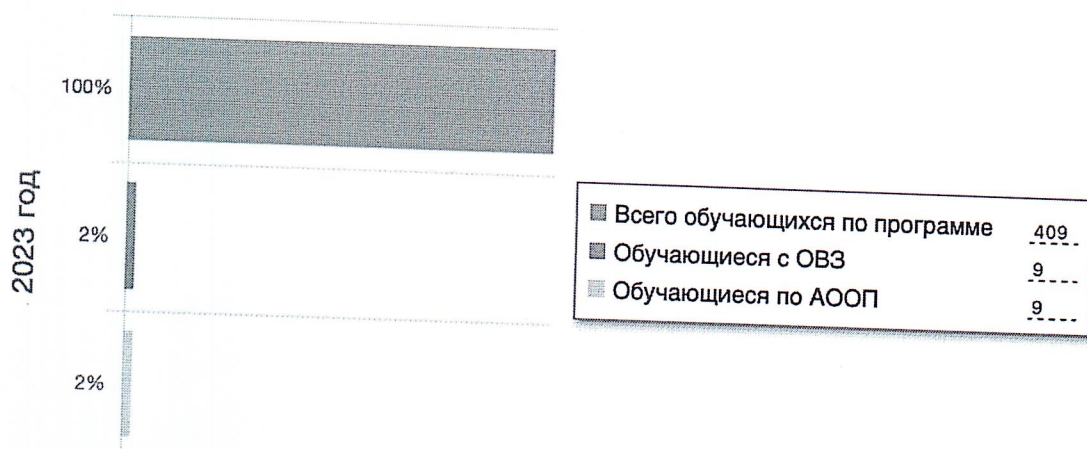 100%
2%
2%
2023 год
Всего обучающихся по программе 409
Обучающиеся с ОВЗ 9
Обучающиеся по АООП 9